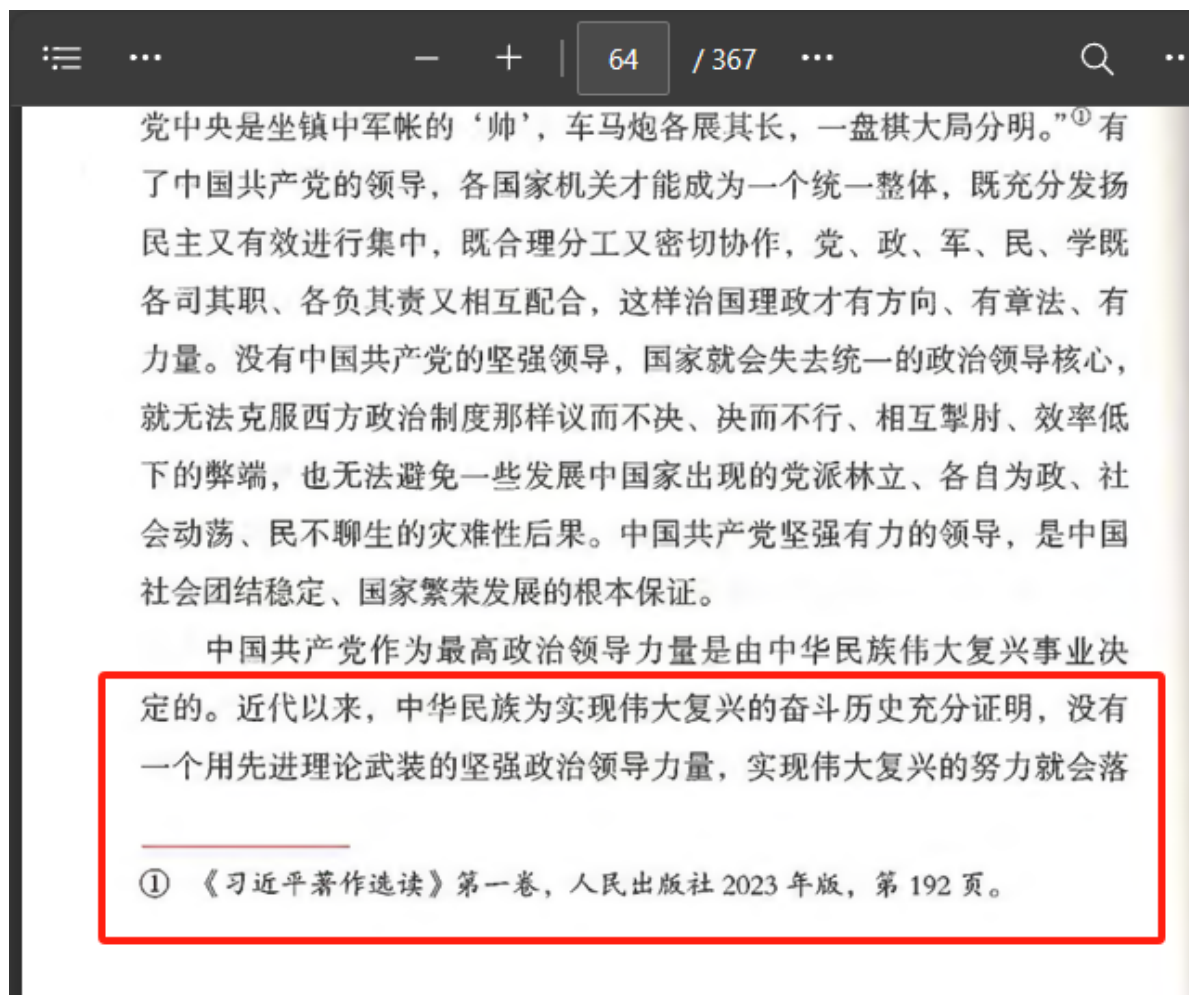 64 / 367
党中央是坐镇中军帐的‘帅’，车马炮各展其长，一盘棋大局分明。”① 有
了中国共产党的领导，各国家机关才能成为一个统一整体，既充分发扬
民主又有效进行集中，既合理分工又密切协作，党、政、军、民、学既
各司其职、各负其责又相互配合，这样治国理政才有方向、有章法、有
力量。没有中国共产党的坚强领导，国家就会失去统一的政治领导核心，
就无法克服西方政治制度那样议而不决、决而不行、相互掣肘、效率低
下的弊端，也无法避免一些发展中国家出现的党派林立、各自为政、社
会动荡、民不聊生的灾难性后果。中国共产党坚强有力的领导，是中国
社会团结稳定、国家繁荣发展的根本保证。
中国共产党作为最高政治领导力量是由中华民族伟大复兴事业决
定的。近代以来，中华民族为实现伟大复兴的奋斗历史充分证明，没有
一个用先进理论武装的坚强政治领导力量，实现伟大复兴的努力就会落
① 《习近平著作选读》第一卷，人民出版社 2023 年版，第 192 页。